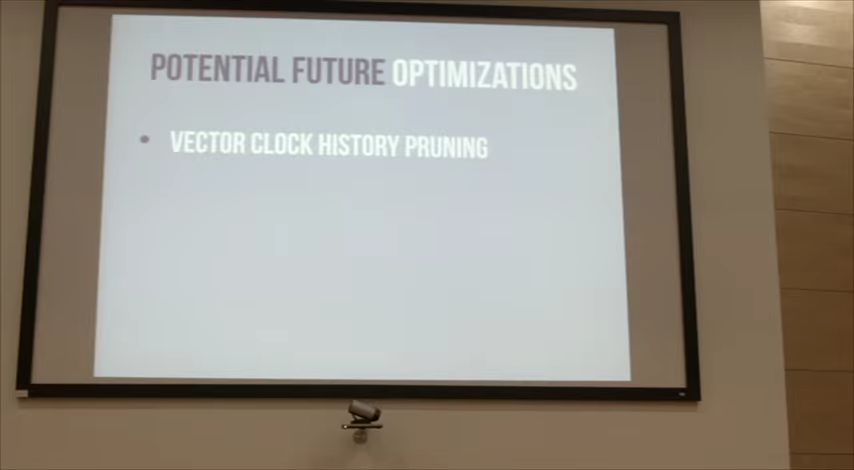 POTENTIAL FUTURE OPTIMIZATIONS
• VECTOR CLOCK HISTORY PRUNING